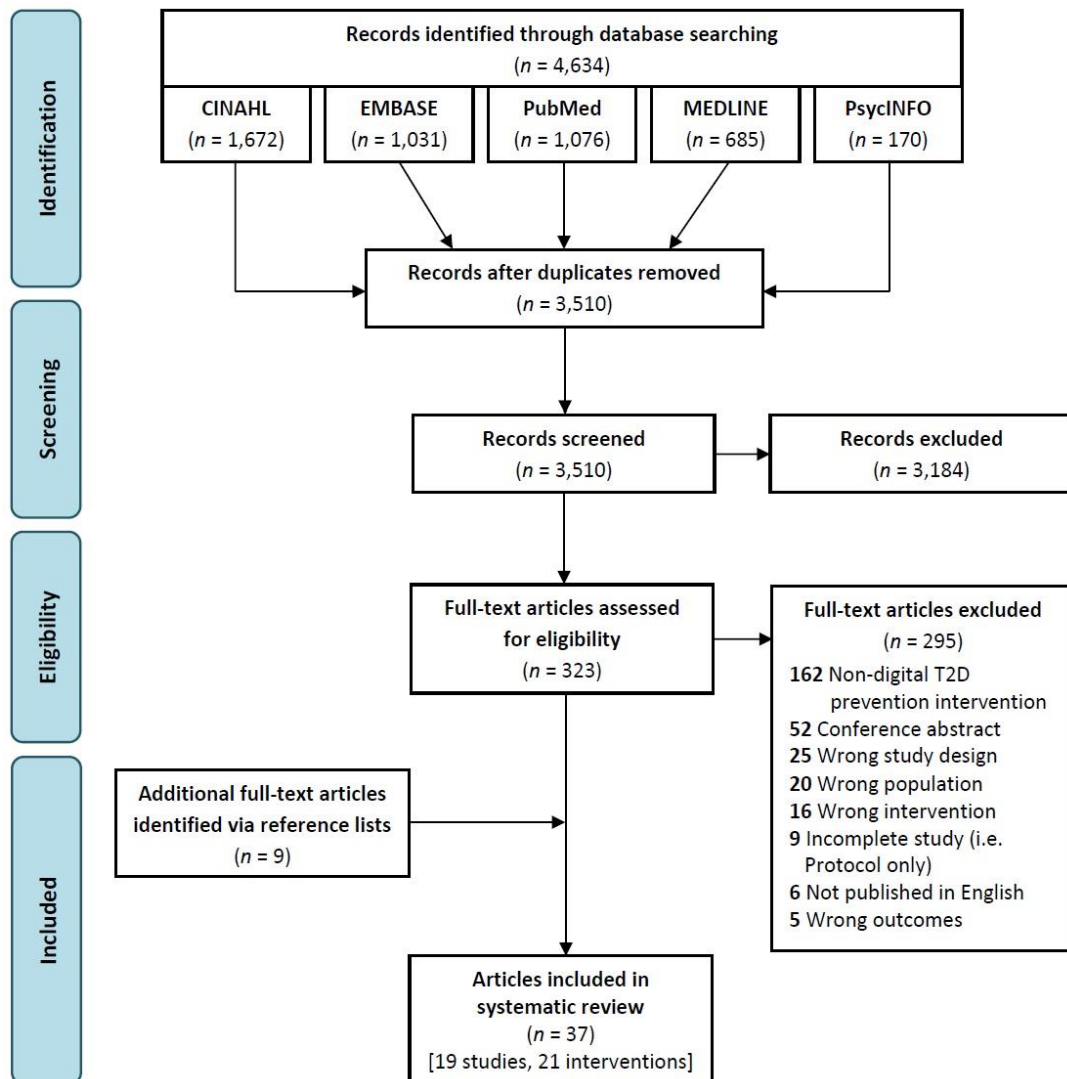 Identification
Records identified through database searching
(n = 4,634)
CINAHL
(n = 1,672)
EMBASE
(n = 1,031)
PubMed
(n = 1,076)
MEDLINE
(n = 685)
PsycINFO
(n = 170)
Records after duplicates removed
(n = 3,510)
Screening
Records screened
(n = 3,510)
Records excluded
(n = 3,184)
Eligibility
Full-text articles assessed
for eligibility
(n = 323)
Full-text articles excluded
(n = 295)
162 Non-digital T2D
prevention intervention
52 Conference abstract
25 Wrong study design
20 Wrong population
16 Wrong intervention
9 Incomplete study (i.e.
Protocol only)
6 Not published in English
5 Wrong outcomes
Included
Additional full-text articles
identified via reference lists
(n = 9)
Articles included in
systematic review
(n = 37)
[19 studies, 21 interventions]